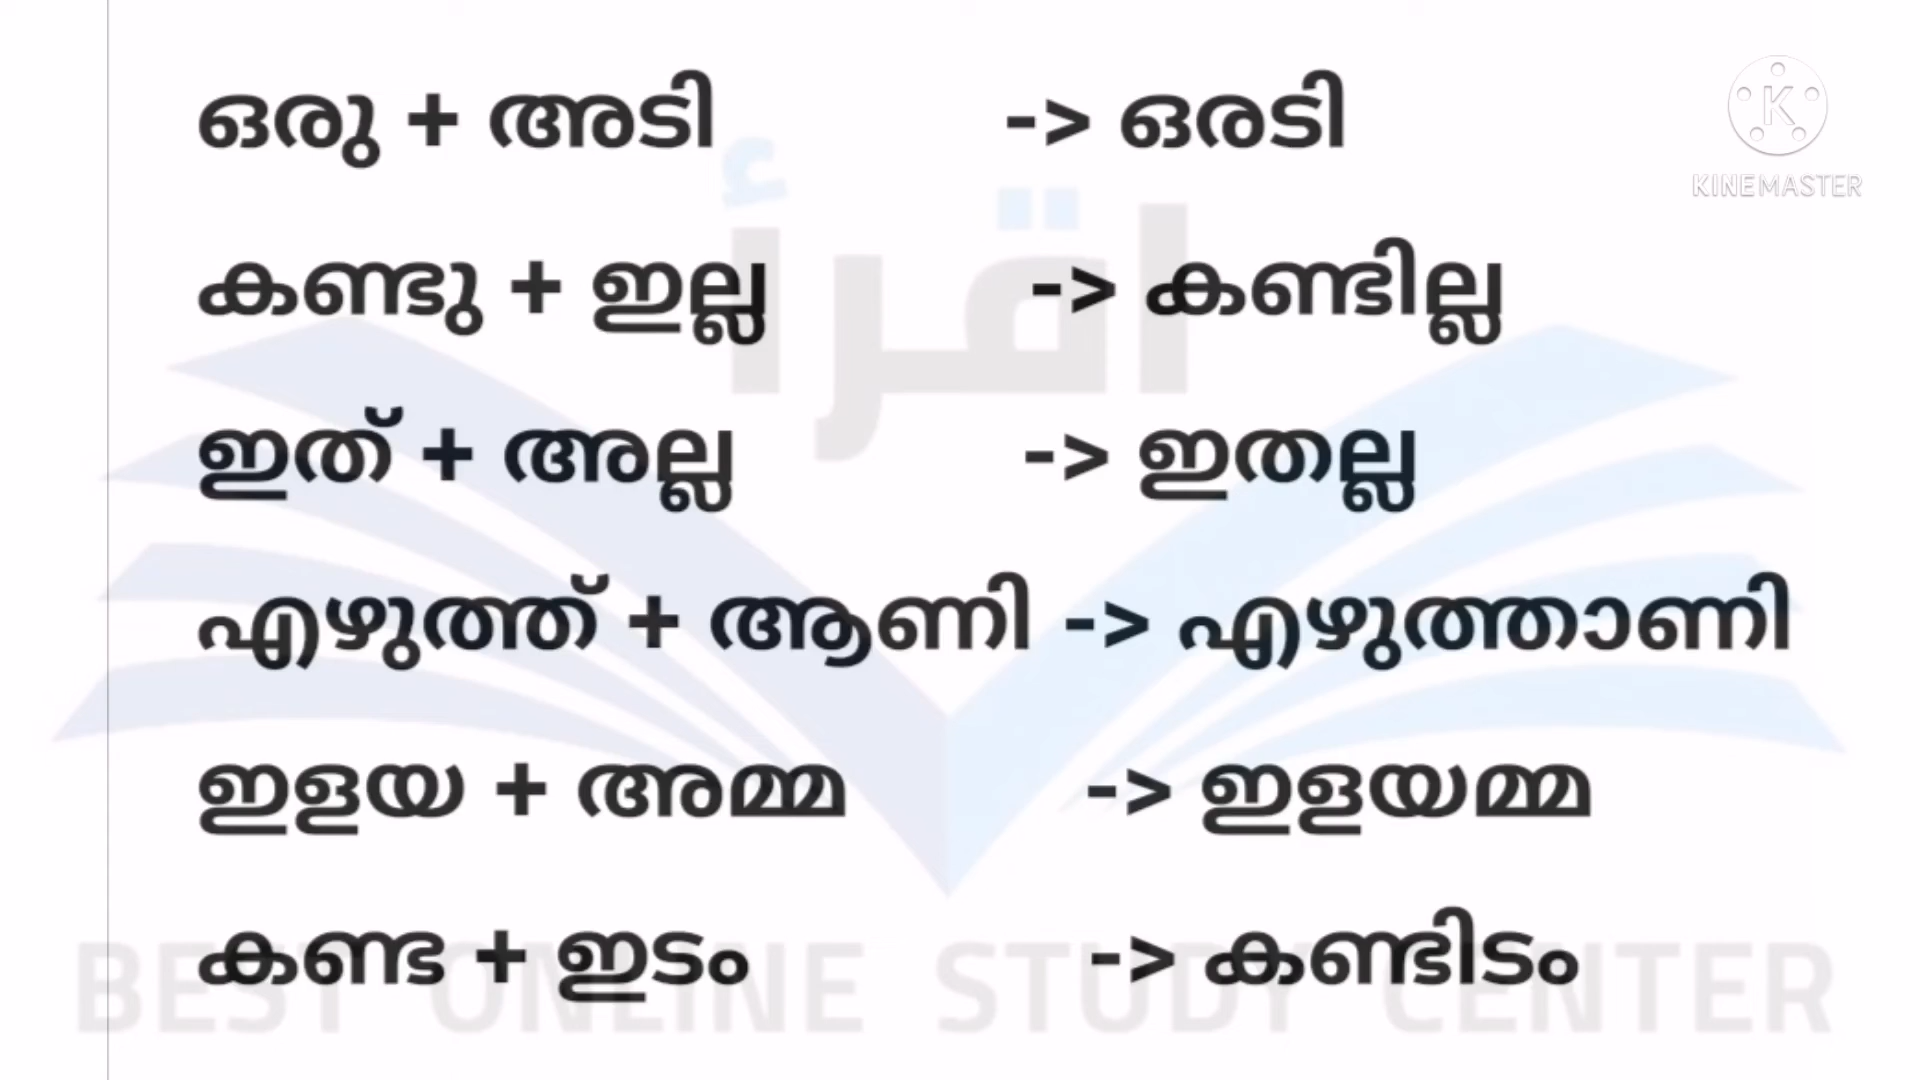 ഒരു + അടി -> ഒരടി
KINEMASTER
കണ്ടു + ഇല്ല -> കണ്ടില്ല
اقرأ
ഇത് + അല്ല -> ഇതല്ല
എഴുത്ത് + ആണി -> എഴുത്താണി
ഇളയ + അമ്മ -> ഇളയമ്മ
കണ്ട + ഇടം -> കണ്ടിടം
BEST ONLINE STUDY CENTER